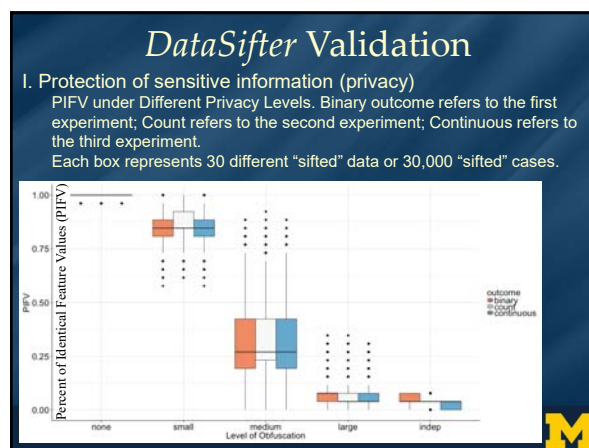 DataSifter Validation
I. Protection of sensitive information (privacy)
PIFV under Different Privacy Levels. Binary outcome refers to the first
experiment; Count refers to the second experiment; Continuous refers to
the third experiment.
Each box represents 30 different “sifted” data or 30,000 “sifted” cases.
Percent of Identical Feature Values (PIFV)
PIFV
1.00
0.75
0.50
0.25
0.00
none
small
medium
large
indep
Level of Obfuscation
outcome
binary
count
continuous
M